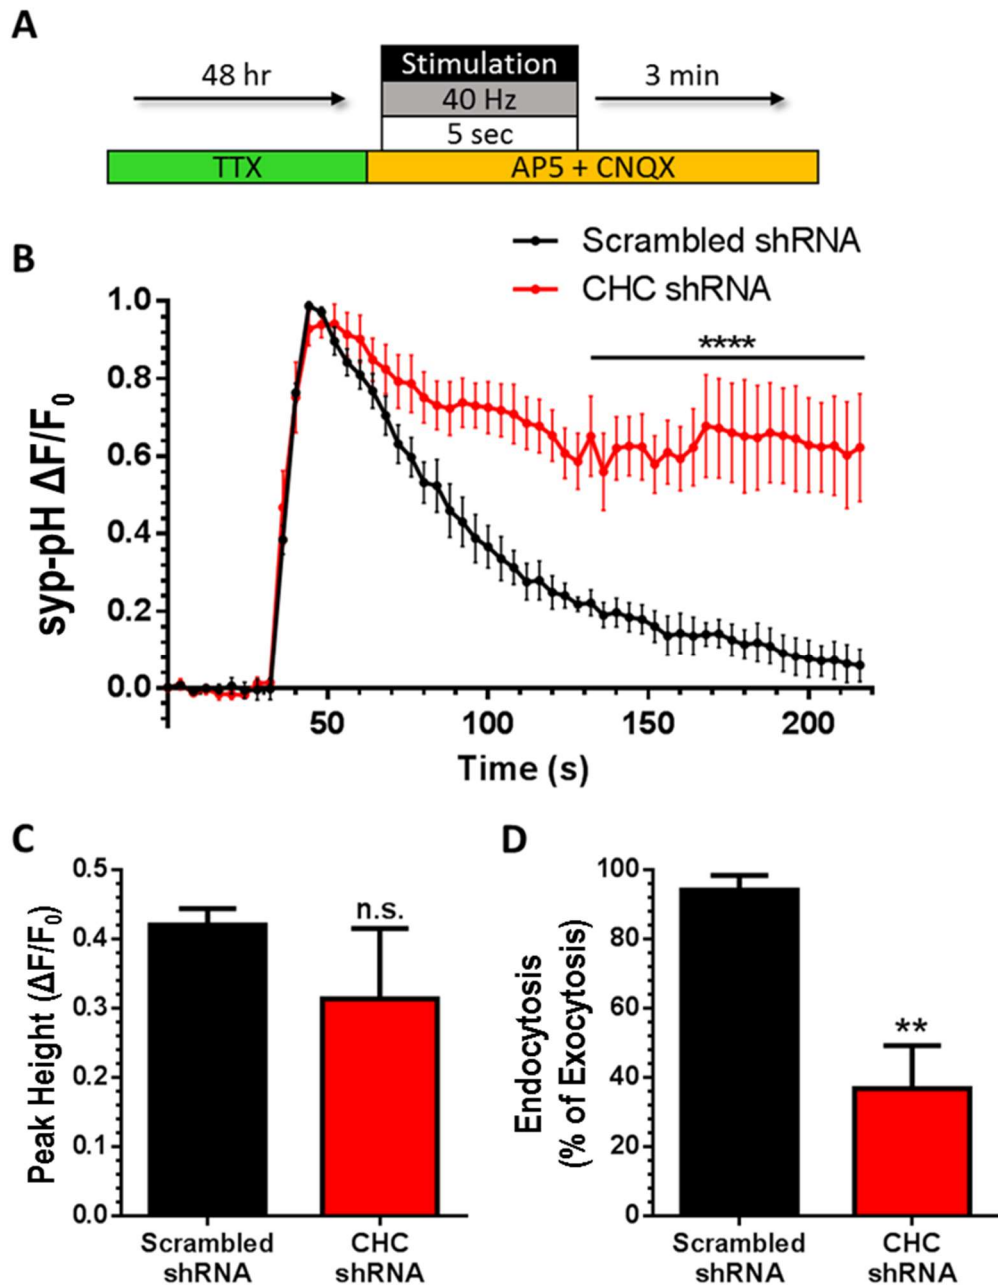 A
48 hr
Stimulation
40 Hz
5 sec
3 min
TTX
AP5 + CNQX
B
Scrambled shRNA
CHC shRNA
****
syp-pH ΔF/F₀
1.0
0.8
0.6
0.4
0.2
0.0
50
100
150
200
Time (s)
C
Peak Height (ΔF/F₀)
0.5
0.4
0.3
0.2
0.1
0.0
n.s.
Scrambled
shRNA
CHC
shRNA
D
Endocytosis
(% of Exocytosis)
100
80
60
40
20
0
**
Scrambled
shRNA
CHC
shRNA